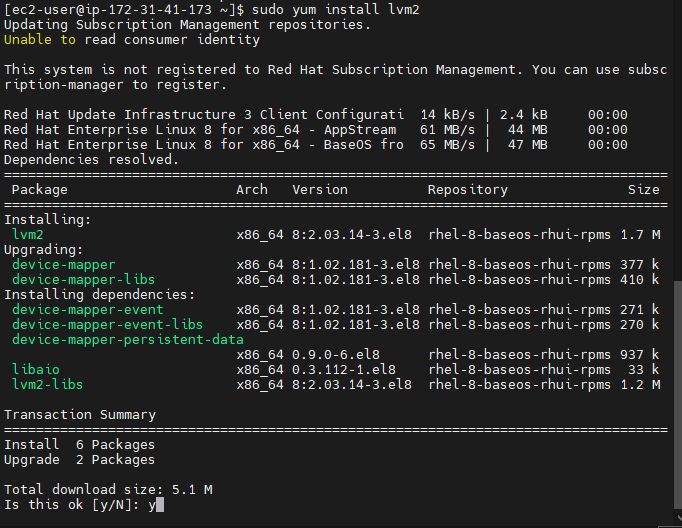 [ec2-user@ip-172-31-41-173 ~]$ sudo yum install lvm2
Updating Subscription Management repositories.
Unable to read consumer identity

This system is not registered to Red Hat Subscription Management. You can use subsc
ription-manager to register.

Red Hat Update Infrastructure 3 Client Configurati  14 kB/s | 2.4 kB     00:00
Red Hat Enterprise Linux 8 for x86_64 - AppStream   61 MB/s |  44 MB     00:00
Red Hat Enterprise Linux 8 for x86_64 - BaseOS fro  65 MB/s |  47 MB     00:00
Dependencies resolved.
===================================================================================
 Package                     Arch   Version          Repository               Size
===================================================================================
Installing:
 lvm2                        x86_64 8:2.03.14-3.el8  rhel-8-baseos-rhui-rpms 1.7 M
Upgrading:
 device-mapper               x86_64 8:1.02.181-3.el8 rhel-8-baseos-rhui-rpms 377 k
 device-mapper-libs          x86_64 8:1.02.181-3.el8 rhel-8-baseos-rhui-rpms 410 k
Installing dependencies:
 device-mapper-event         x86_64 8:1.02.181-3.el8 rhel-8-baseos-rhui-rpms 271 k
 device-mapper-event-libs    x86_64 8:1.02.181-3.el8 rhel-8-baseos-rhui-rpms 270 k
 device-mapper-persistent-data
                             x86_64 0.9.0-6.el8      rhel-8-baseos-rhui-rpms 937 k
 libaio                      x86_64 0.3.112-1.el8    rhel-8-baseos-rhui-rpms  33 k
 lvm2-libs                   x86_64 8:2.03.14-3.el8  rhel-8-baseos-rhui-rpms 1.2 M

Transaction Summary
===================================================================================
Install  6 Packages
Upgrade  2 Packages

Total download size: 5.1 M
Is this ok [y/N]: y